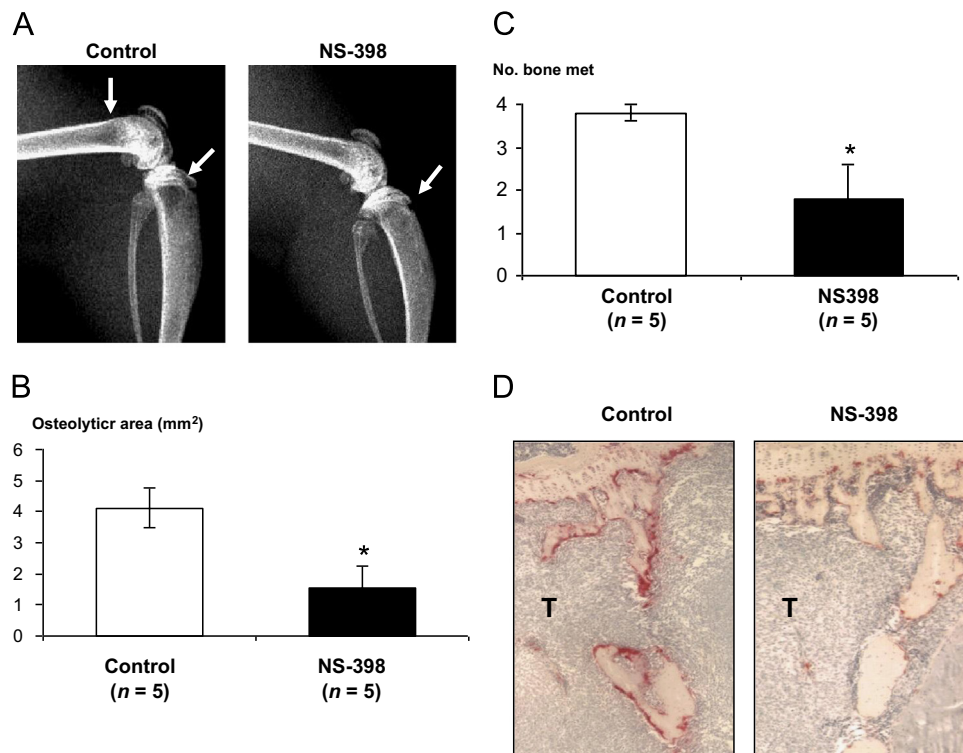 A
Control
NS-398
B
Osteolyticr area (mm²)
6
5
4
3
2
1
0
*
Control
(n = 5)
NS-398
(n = 5)
C
No. bone met
4
3
2
1
0
*
Control
(n = 5)
NS398
(n = 5)
D
Control
NS-398
T
T